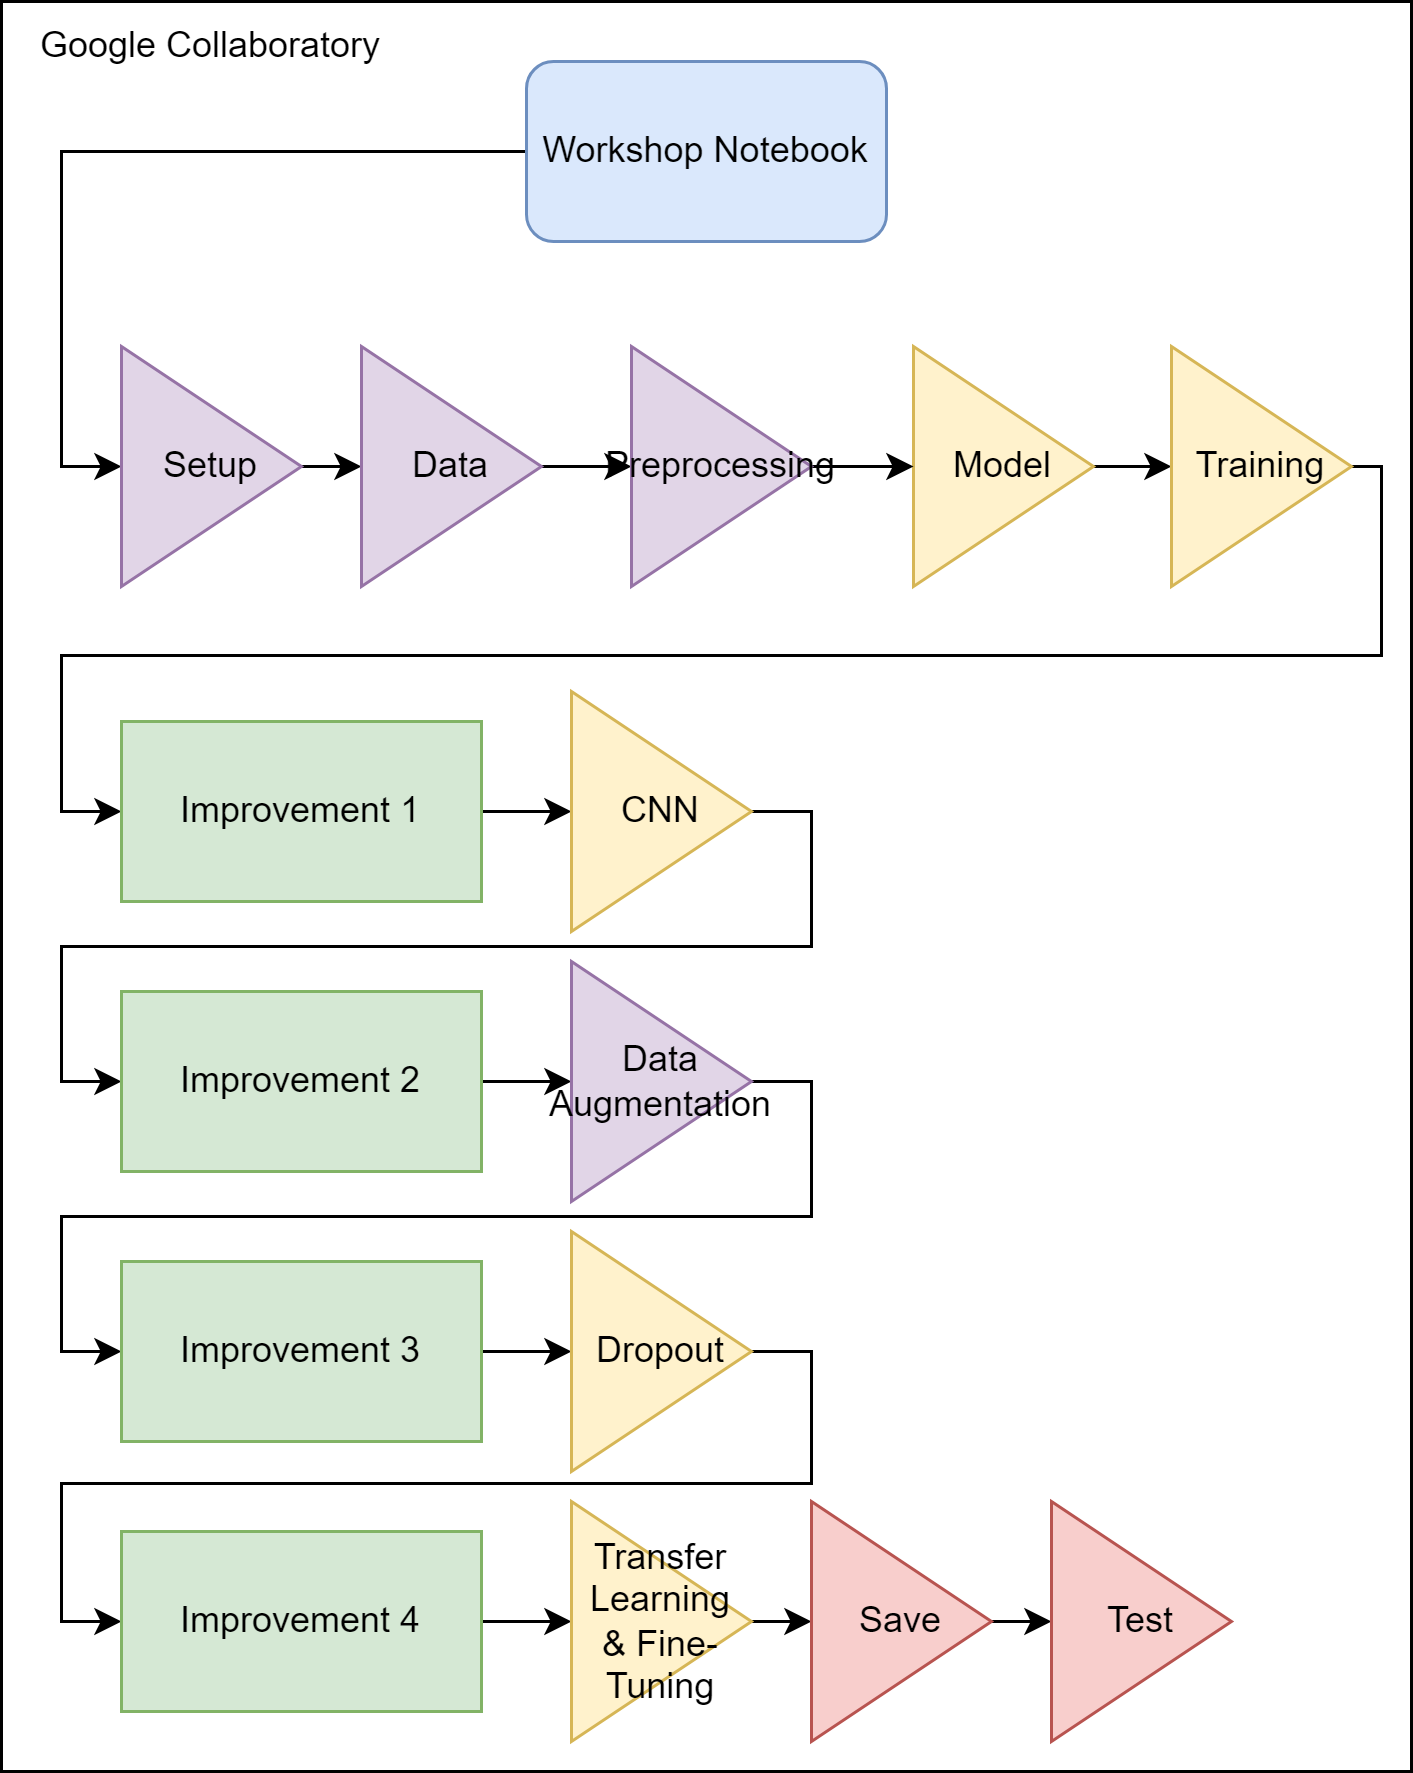 Google Collaboratory
Workshop Notebook
Setup
Data
Preprocessing
Model
Training
Improvement 1
CNN
Improvement 2
Data
Augmentation
Improvement 3
Dropout
Improvement 4
Transfer
Learning
& Fine-
Tuning
Save
Test